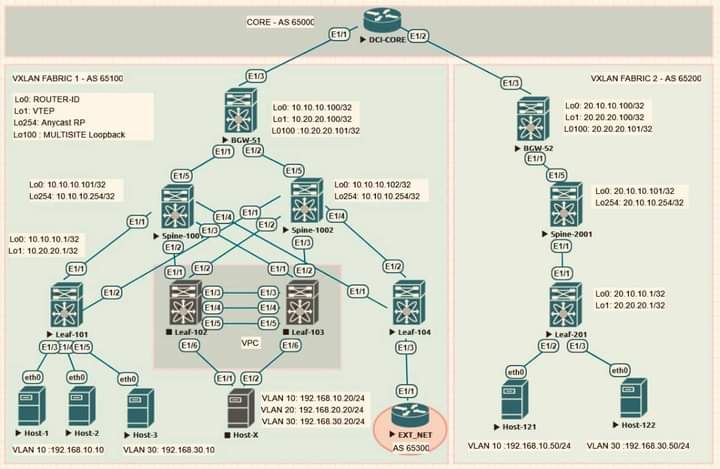 CORE - AS 65000
E1/1
E1/2
DCI-CORE
VXLAN FABRIC 1 - AS 65100
VXLAN FABRIC 2 - AS 65200
E1/3
E1/3
Lo0: ROUTER-ID
Lo1: VTEP
Lo254: Anycast RP
Lo100 : MULTISITE Loopback
Lo0: 10.10.10.100/32
Lo1: 10.20.20.100/32
L0100 :10.20.20.101/32
Lo0: 20.10.10.100/32
Lo1: 20.20.20.100/32
L0100: 20.20.20.101/32
BGW-51
BGW-52
E1/1
E1/2
E1/1
E1/5
E1/5
E1/5
Lo0: 10.10.10.101/32
Lo254: 10.10.10.254/32
Lo0: 10.10.10.102/32
Lo254: 10.10.10.254/32
Lo0: 20.10.10.101/32
Lo254: 20.10.10.254/32
E1/1
E1/4
E1/1
E1/4
Spine-1001
E1/3
Spine-1002
Spine-2001
E1/2
E1/2
E1/3
E1/1
Lo0: 10.10.10.1/32
Lo1: 10.20.20.1/32
E1/1
E1/1
E1/2
E1/2
E1/2
E1/1
E1/2
E1/1
Lo0: 20.10.10.1/32
Lo1: 20.20.20.1/32
E1/3
E1/3
E1/4
E1/4
E1/5
E1/5
Leaf-101
Leaf-102
Leaf-103
Leaf-104
Leaf-201
E1/3
E1/5
E1/6
VPC
E1/6
E1/3
E1/2
E1/3
eth0
eth0
E1/1
E1/2
E1/1
eth0
eth0
VLAN 10: 192.168.10.20/24
VLAN 20: 192.168.20.20/24
VLAN 30: 192.168.30.20/24
Host-1
Host-2
Host-3
Host-X
EXT_NET
AS 65300
Host-121
Host-122
VLAN 10 :192.168.10.10
VLAN 30: 192.168.30.10
VLAN 10 :192.168.10.50/24
VLAN 30 :192.168.30.50/24